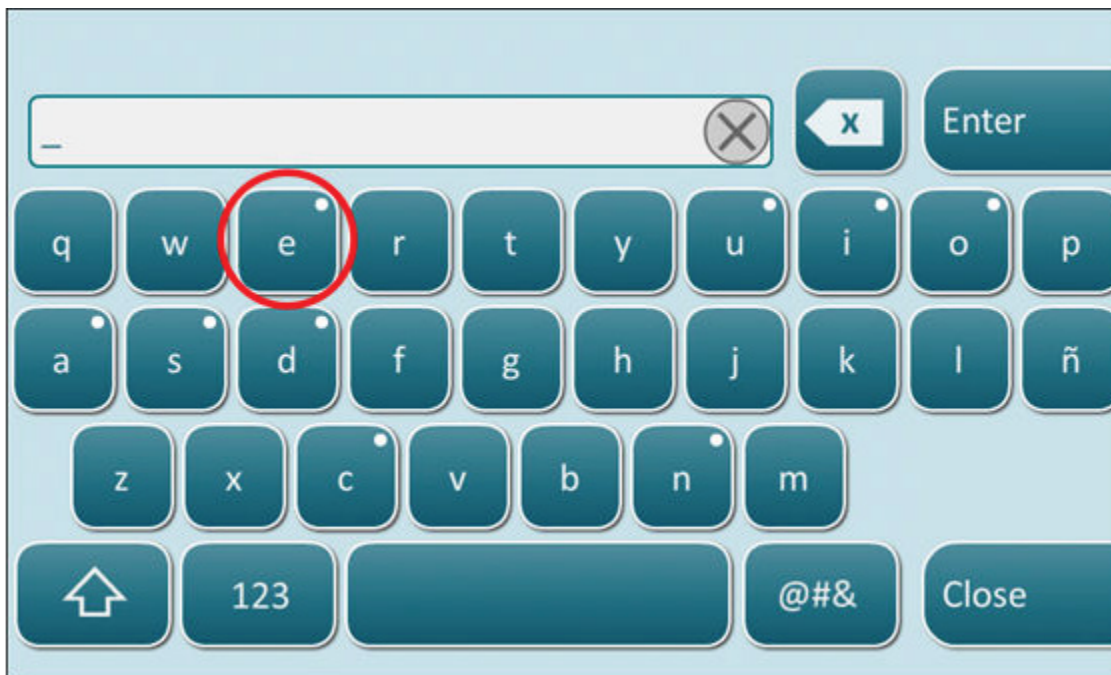 _ x Enter
q w e r t y u i o p
a s d f g h j k l ñ
z x c v b n m
123 @#& Close